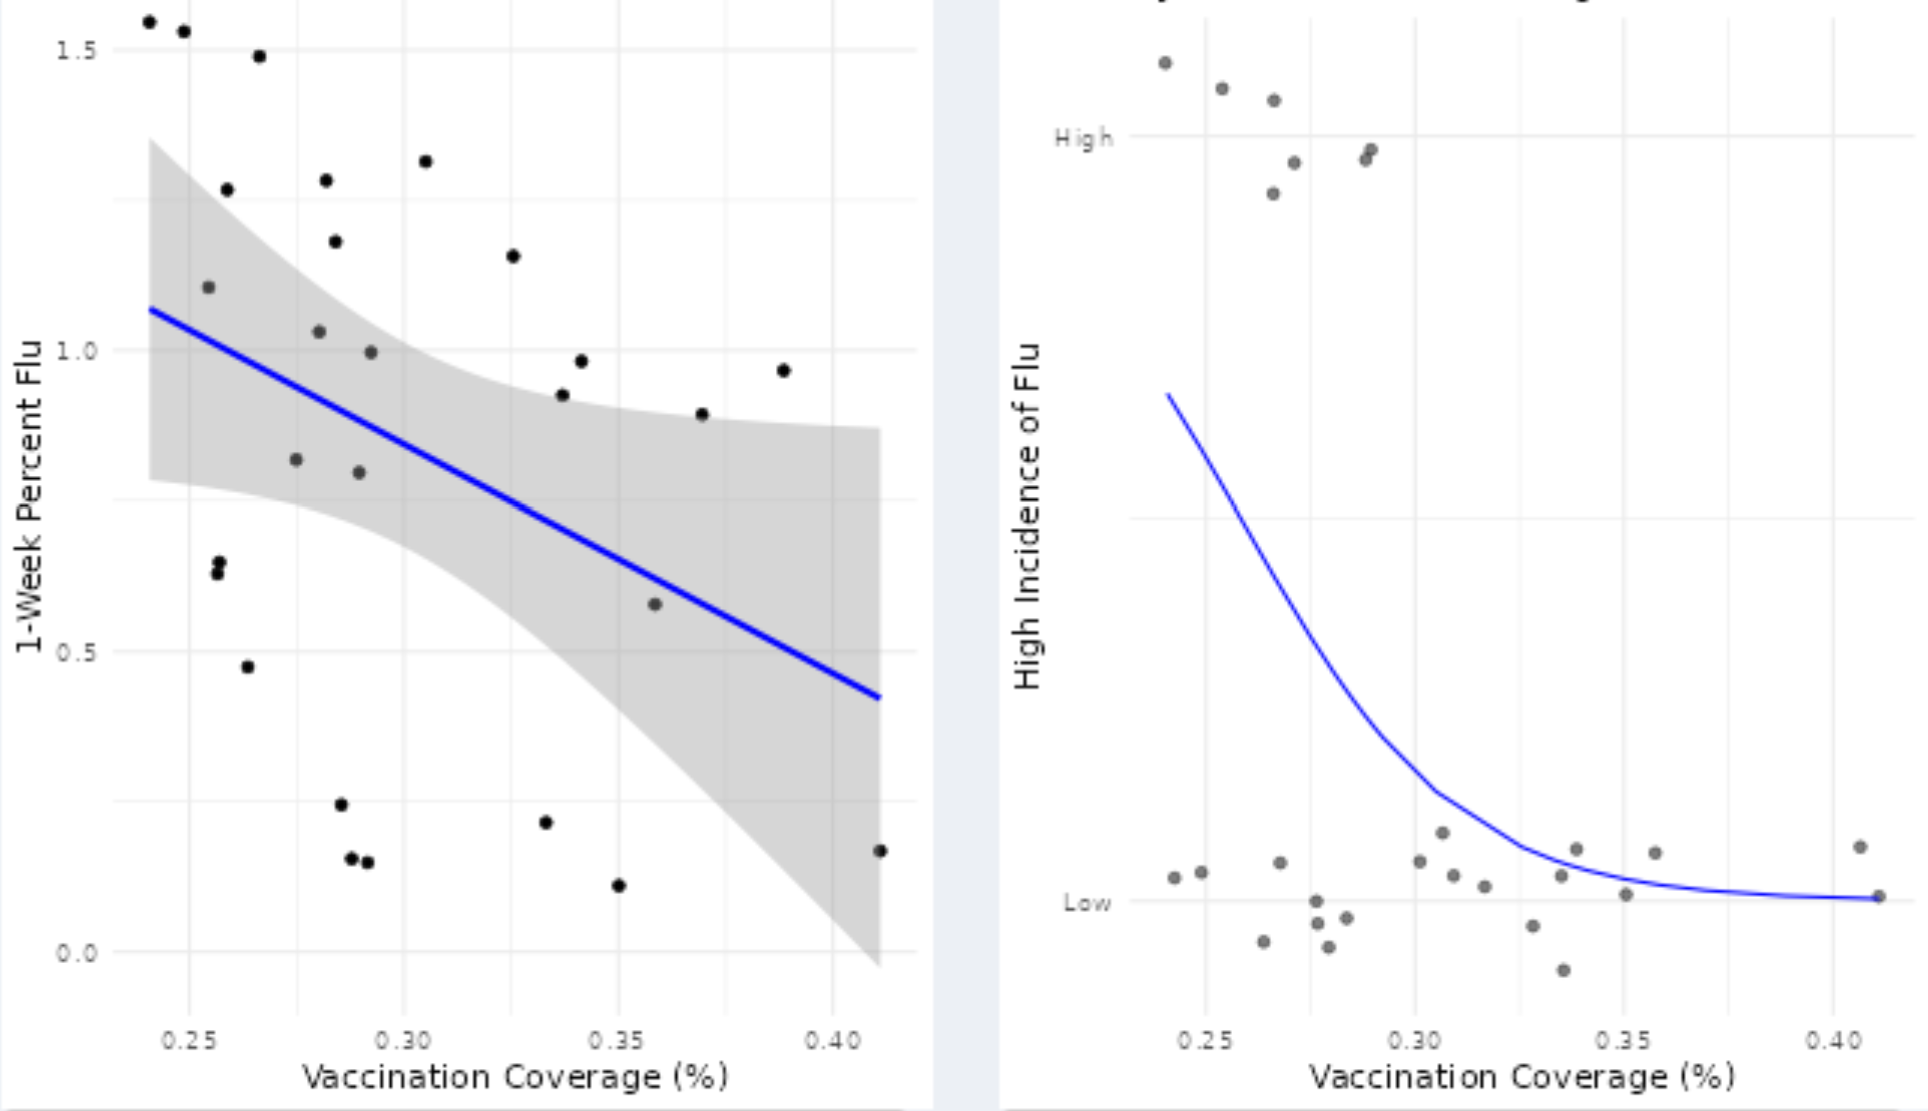 1.5
1.0
0.5
0.0
1-Week Percent Flu
0.25 0.30 0.35 0.40
Vaccination Coverage (%)
High
Low
High Incidence of Flu
0.25 0.30 0.35 0.40
Vaccination Coverage (%)